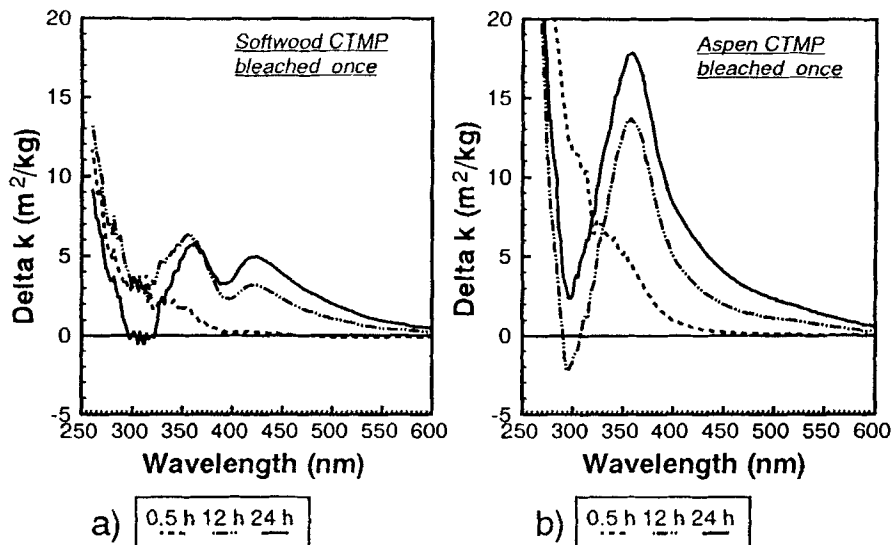 Softwood CTMP
bleached once
20
15
10
5
0
-5
Delta k (m²/kg)
250 300 350 400 450 500 550 600
Wavelength (nm)
a)
0.5 h 12 h 24 h
Aspen CTMP
bleached once
20
15
10
5
0
-5
Delta k (m²/kg)
250 300 350 400 450 500 550 600
Wavelength (nm)
b)
0.5 h 12 h 24 h